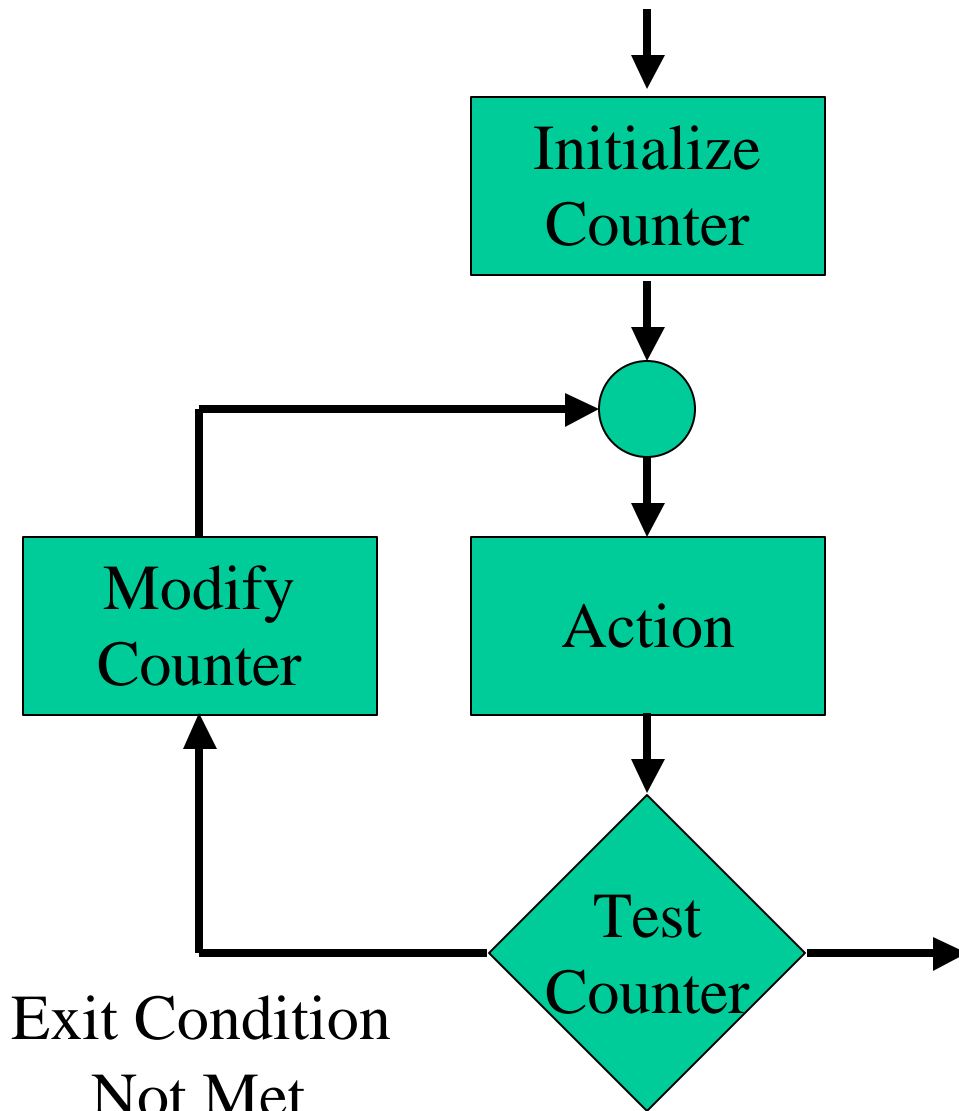 Initialize
Counter
Modify
Counter
Action
Test
Counter
Exit Condition
Not Met